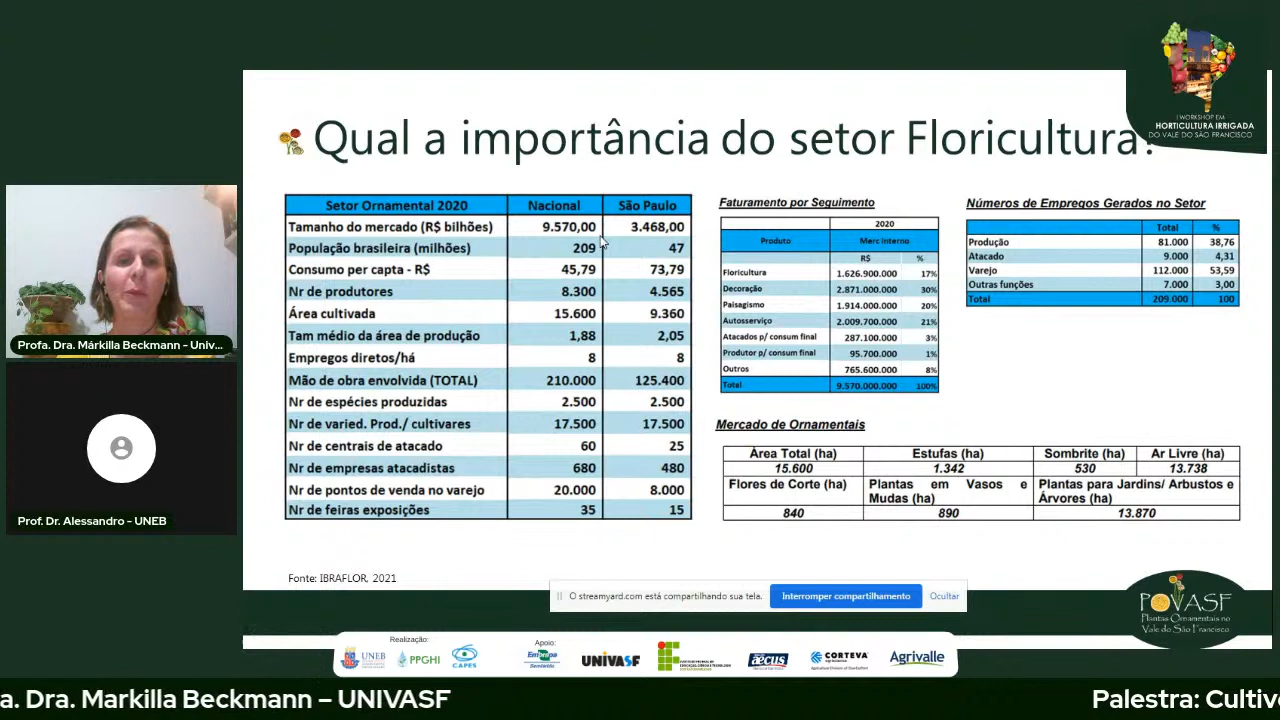 I WORKSHOP EM
HORTICULTURA IRRIGADA
DO VALE DO SÃO FRANCISCO
Qual a importância do setor Floricultura?
Setor Ornamental 2020 Nacional São Paulo
Tamanho do mercado (R$ bilhões) 9.570,00 3.468,00
População brasileira (milhões) 209 47
Consumo per capta - R$ 45,79 73,79
Nr de produtores 8.300 4.565
Área cultivada 15.600 9.360
Tam médio da área de produção 1,88 2,05
Empregos diretos/há 8 8
Mão de obra envolvida (TOTAL) 210.000 125.400
Nr de espécies produzidas 2.500 2.500
Nr de varied. Prod./ cultivares 17.500 17.500
Nr de centrais de atacado 60 25
Nr de empresas atacadistas 680 480
Nr de pontos de venda no varejo 20.000 8.000
Nr de feiras exposições 35 15
Faturamento por Seguimento
2020
Produto Merc Interno
R$ %
Floricultura 1.626.900.000 17%
Decoração 2.871.000.000 30%
Paisagismo 1.914.000.000 20%
Autosserviço 2.009.700.000 21%
Atacados p/ consum final 287.100.000 3%
Produtor p/ consum final 95.700.000 1%
Outros 765.600.000 8%
Total 9.570.000.000 100%
Números de Empregos Gerados no Setor
Total %
Produção 81.000 38,76
Atacado 9.000 4,31
Varejo 112.000 53,59
Outras funções 7.000 3,00
Total 209.000 100
Mercado de Ornamentais
Área Total (ha) Estufas (ha) Sombrite (ha) Ar Livre (ha)
15.600 1.342 530 13.738
Flores de Corte (ha) Plantas em Vasos e Mudas (ha) Plantas para Jardins/ Arbustos e Árvores (ha)
840 890 13.870
Profa. Dra. Márkilla Beckmann - Univ...
Prof. Dr. Alessandro - UNEB
Fonte: IBRAFLOR, 2021
O streamyard.com está compartilhando sua tela. Interromper compartilhamento Ocultar
POVASF
Plantas Ornamentais no
Vale do São Francisco
Realização: Apoio:
UNEB PPGHI CAPES Embrapa Semiárido UNIVASF æcus CORTEVA agriscience Agrivalle
a. Dra. Markilla Beckmann – UNIVASF Palestra: Cultivo